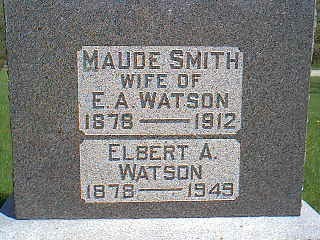 MAUDE SMITH
WIFE OF
E. A. WATSON
1878 — 1912
ELBERT A.
WATSON
1878 — 1949